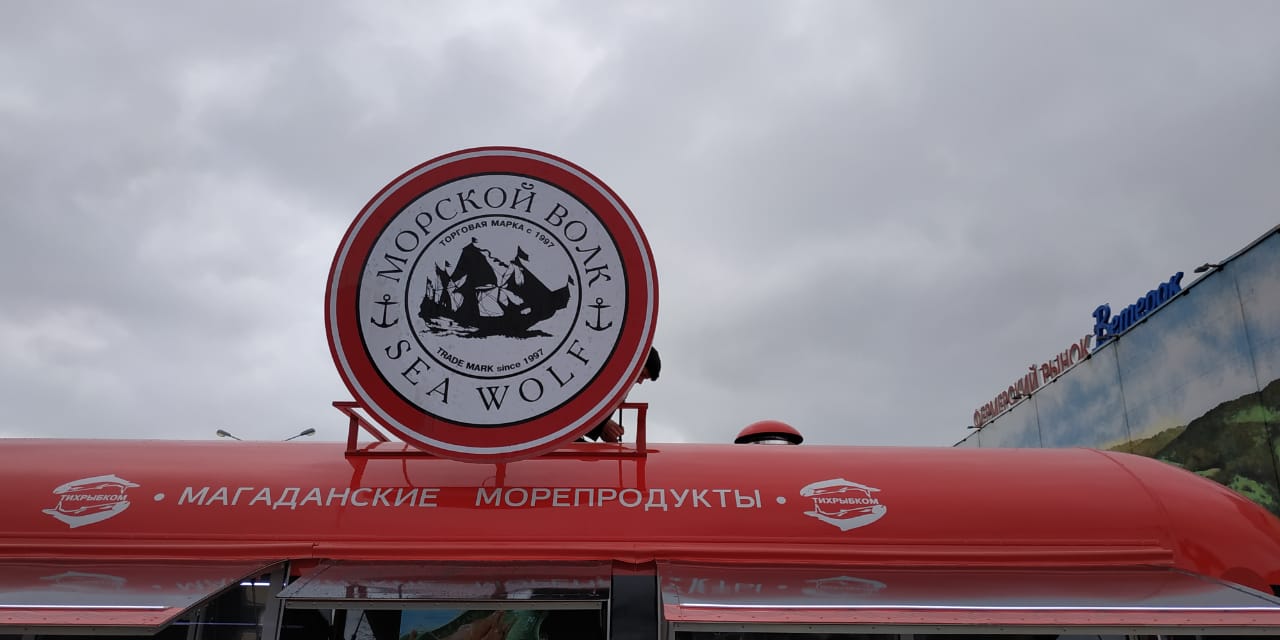 МОРСКОЙ ВОЛК
ТОРГОВАЯ МАРКА с 1997
TRADE MARK since 1997
SEA WOLF
Ветерок
ФЕРМЕРСКИЙ РЫНОК
ТИХРЫБКОМ • МАГАДАНСКИЕ МОРЕПРОДУКТЫ • ТИХРЫБКОМ